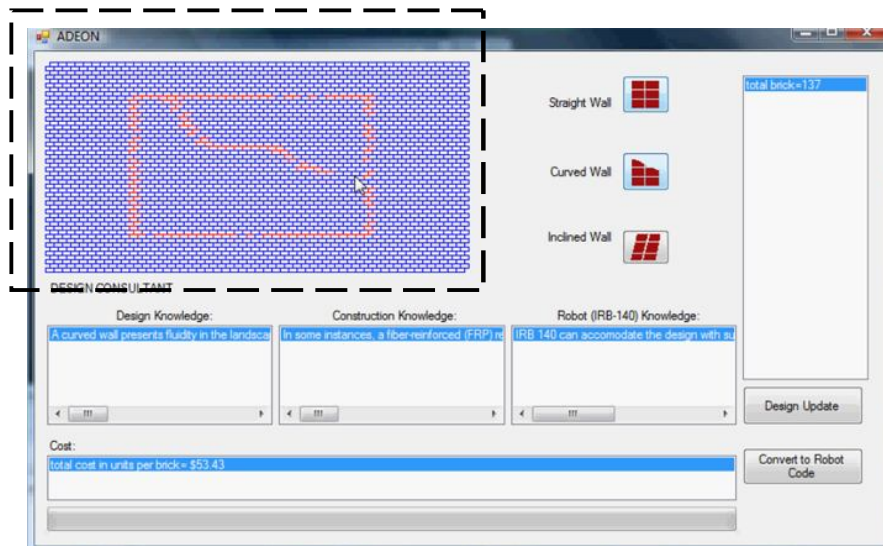 ADEON
Straight Wall
Curved Wall
Inclined Wall
total brick=137
DESIGN CONSULTANT
Design Knowledge:
Construction Knowledge:
Robot (IRB-140) Knowledge:
A curved wall presents fluidity in the landsca
In some instances, a fiber-reinforced (FRP) re
IRB 140 can accomodate the design with su
Design Update
Cost:
total cost in units per brick= $53.43
Convert to Robot
Code